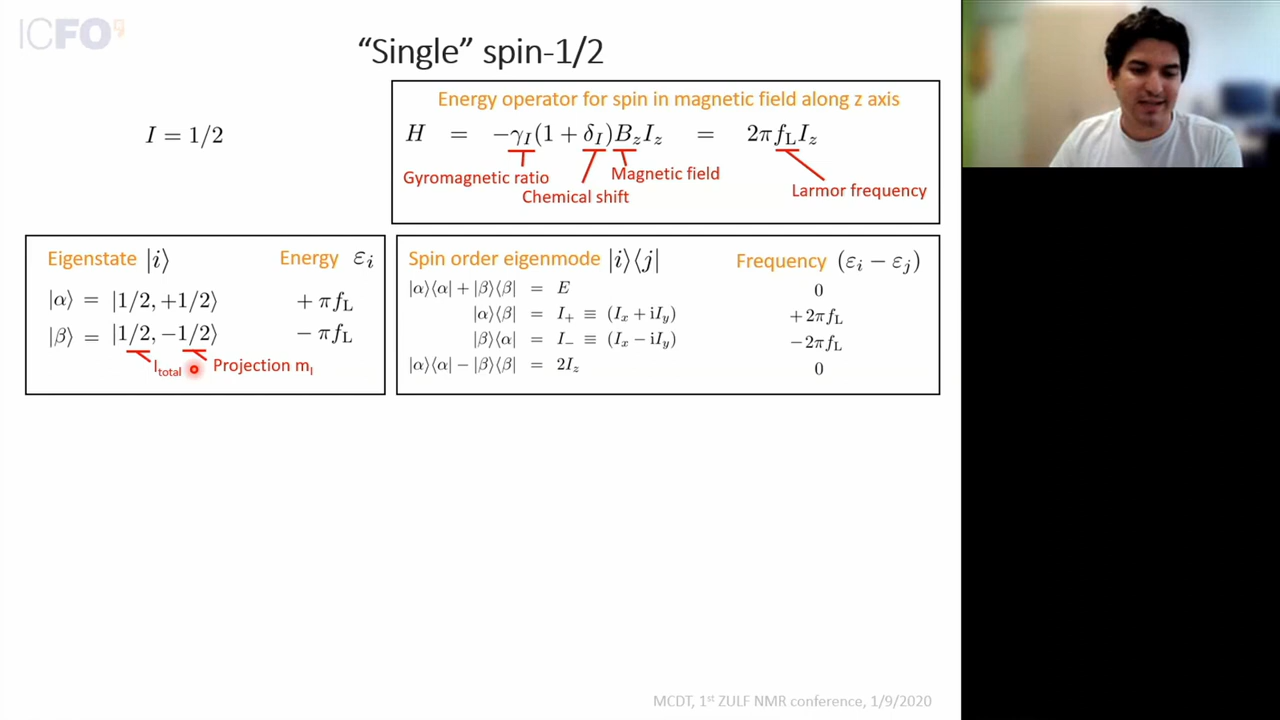 ICFO
“Single” spin-1/2
I = 1/2
Energy operator for spin in magnetic field along z axis
H = −γ_I(1 + δ_I)B_zI_z = 2πf_LI_z
Gyromagnetic ratio
Magnetic field
Chemical shift
Larmor frequency
Eigenstate |i⟩ Energy ε_i
|α⟩ = |1/2, +1/2⟩ + πf_L
|β⟩ = |1/2, −1/2⟩ − πf_L
I_total Projection m_I
Spin order eigenmode |i⟩⟨j| Frequency (ε_i − ε_j)
|α⟩⟨α| + |β⟩⟨β| = E 0
|α⟩⟨β| = I_+ ≡ (I_x + iI_y) +2πf_L
|β⟩⟨α| = I_− ≡ (I_x − iI_y) −2πf_L
|α⟩⟨α| − |β⟩⟨β| = 2I_z 0
MCDT, 1st ZULF NMR conference, 1/9/2020